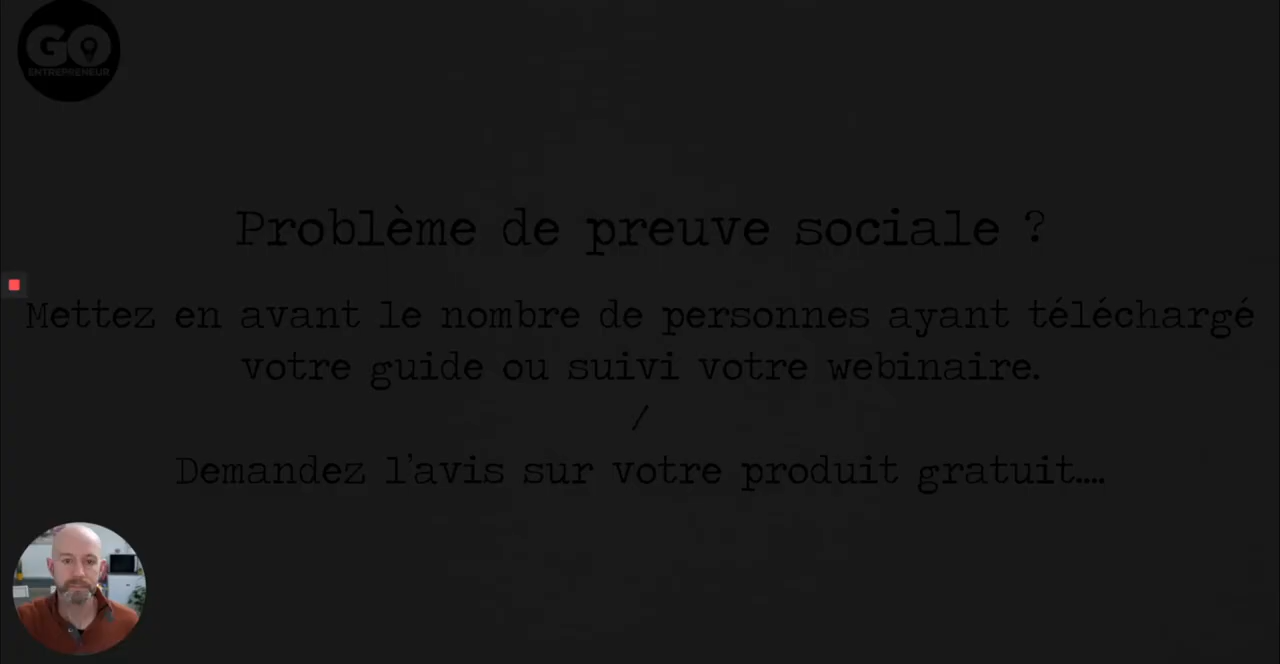 GO
ENTREPRENEUR
Problème de preuve sociale ?
Mettez en avant le nombre de personnes ayant téléchargé
votre guide ou suivi votre webinaire.
/
Demandez l'avis sur votre produit gratuit....